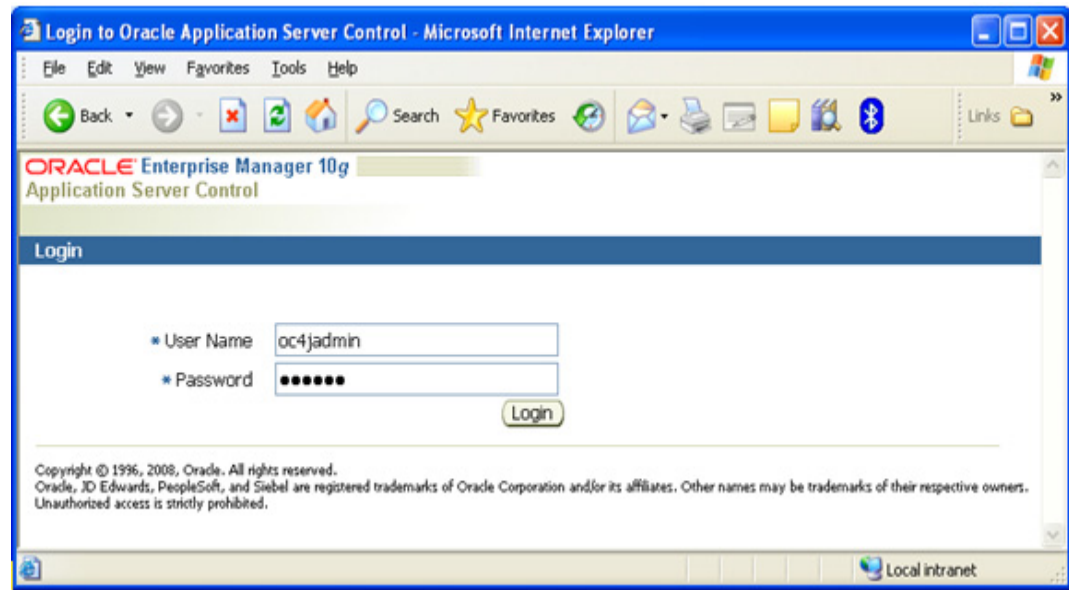 Login to Oracle Application Server Control - Microsoft Internet Explorer
File Edit View Favorites Tools Help
Back Search Favorites Links »
ORACLE Enterprise Manager 10g
Application Server Control
Login
* User Name oc4jadmin
* Password ●●●●●●
Login
Copyright © 1996, 2008, Oracle. All rights reserved.
Oracle, JD Edwards, PeopleSoft, and Siebel are registered trademarks of Oracle Corporation and/or its affiliates. Other names may be trademarks of their respective owners.
Unauthorized access is strictly prohibited.
Local intranet